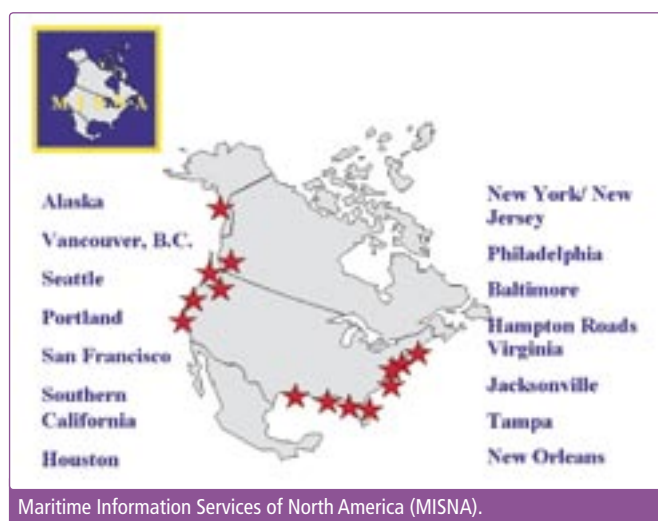 MISNA
Alaska
Vancouver, B.C.
Seattle
Portland
San Francisco
Southern
California
Houston
New York/ New
Jersey
Philadelphia
Baltimore
Hampton Roads
Virginia
Jacksonville
Tampa
New Orleans
Maritime Information Services of North America (MISNA).